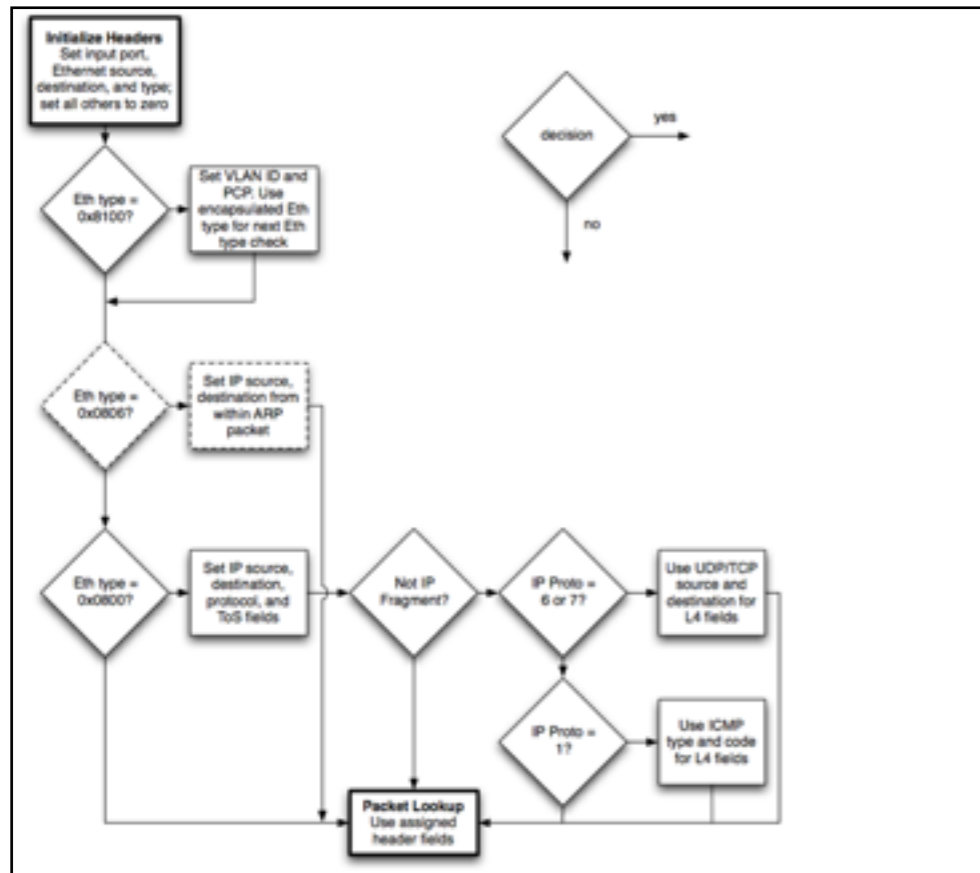 Initialize Headers
Set input port,
Ethernet source,
destination, and type;
set all others to zero
decision
yes
no
Eth type =
0x8100?
Set VLAN ID and
PCP. Use
encapsulated Eth
type for next Eth
type check
Eth type =
0x0806?
Set IP source,
destination from
within ARP
packet
Eth type =
0x0800?
Set IP source,
destination,
protocol, and
ToS fields
Not IP
Fragment?
IP Proto =
6 or 7?
Use UDP/TCP
source and
destination for
L4 fields
IP Proto =
1?
Use ICMP
type and code
for L4 fields
Packet Lookup
Use assigned
header fields